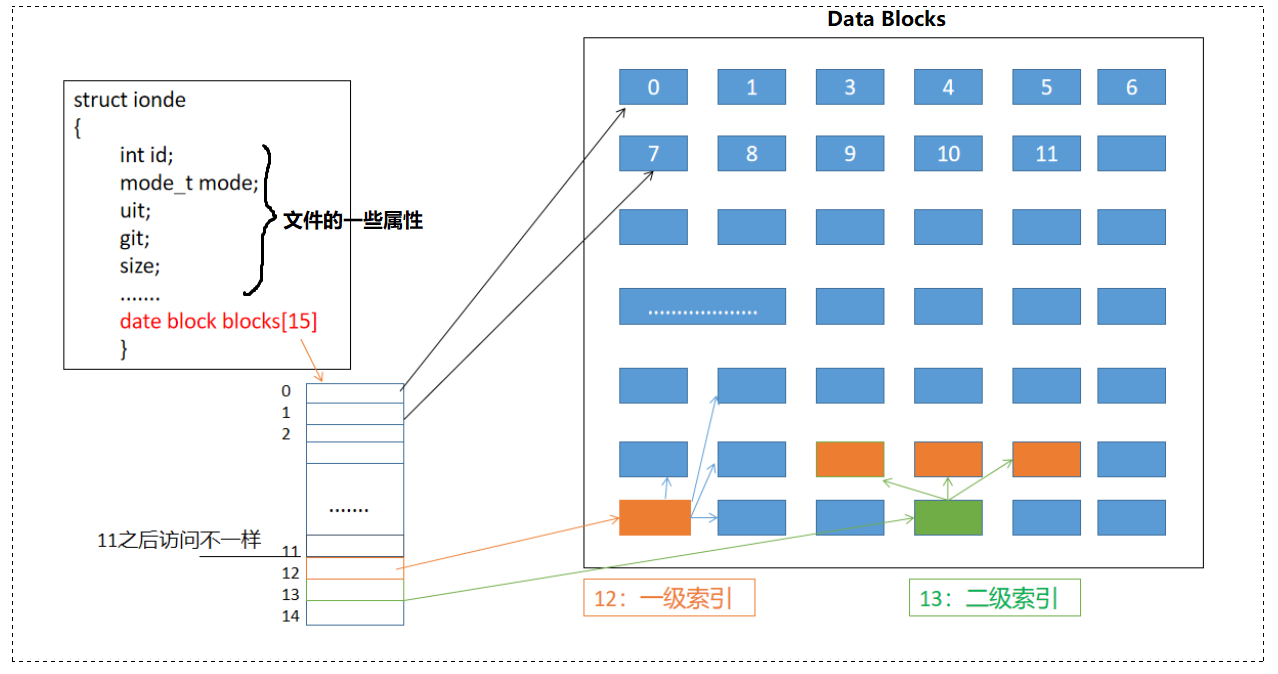 Data Blocks
struct ionde
{
int id;
mode_t mode;
uit;
git;
size;
.......
date block blocks[15]
}
文件的一些属性
0 1 3 4 5 6
7 8 9 10 11
...................
0
1
2
.......
11之后访问不一样
11
12
13
14
12：一级索引
13：二级索引